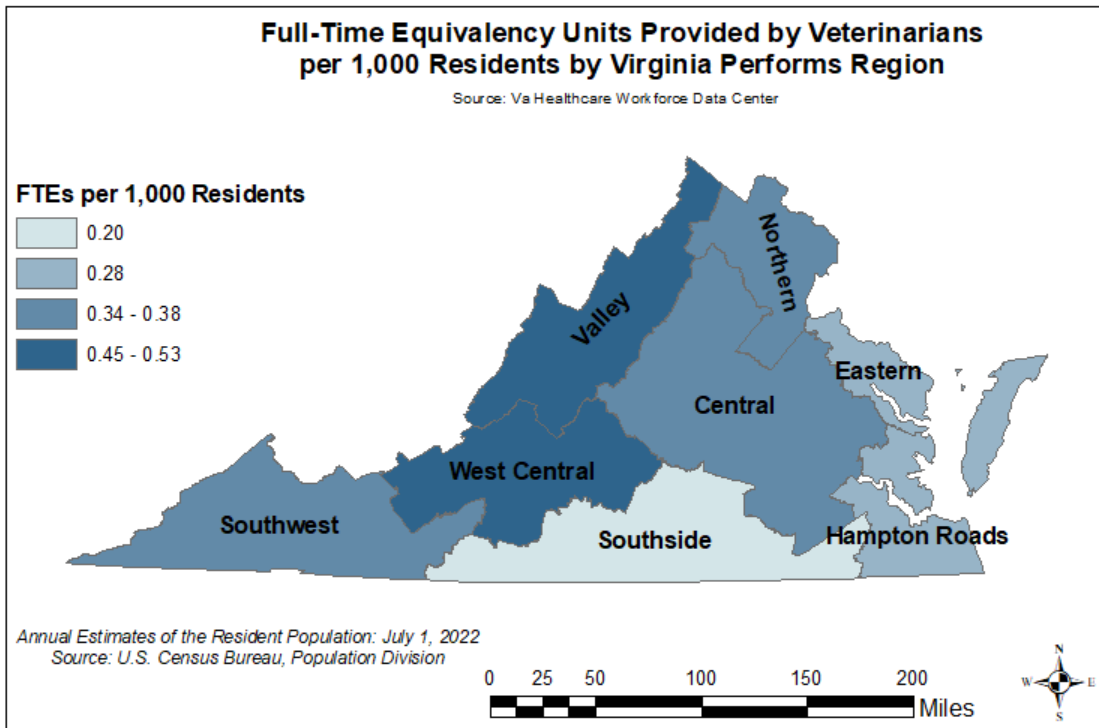 Full-Time Equivalency Units Provided by Veterinarians
per 1,000 Residents by Virginia Performs Region
Source: Va Healthcare Workforce Data Center
FTEs per 1,000 Residents
0.20
0.28
0.34 - 0.38
0.45 - 0.53
Northern
Valley
Eastern
Central
West Central
Southwest
Southside
Hampton Roads
Annual Estimates of the Resident Population: July 1, 2022
Source: U.S. Census Bureau, Population Division
0 25 50 100 150 200
Miles
N
W E
S